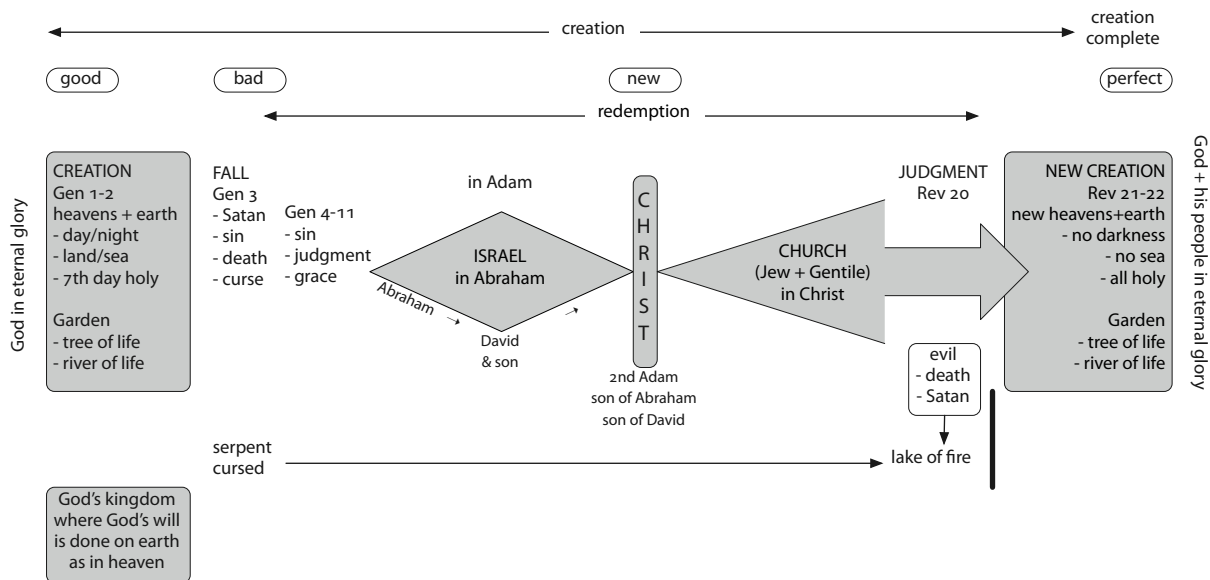 creation
creation
complete
good
bad
new
perfect
redemption
God in eternal glory
CREATION
Gen 1-2
heavens + earth
- day/night
- land/sea
- 7th day holy
Garden
- tree of life
- river of life
FALL
Gen 3
- Satan
- sin
- death
- curse
Gen 4-11
- sin
- judgment
- grace
in Adam
ISRAEL
in Abraham
Abraham → →
David
& son
CHRIST
2nd Adam
son of Abraham
son of David
CHURCH
(Jew + Gentile)
in Christ
JUDGMENT
Rev 20
evil
- death
- Satan
lake of fire
NEW CREATION
Rev 21-22
new heavens+earth
- no darkness
- no sea
- all holy
Garden
- tree of life
- river of life
God + his people in eternal glory
serpent
cursed
God's kingdom
where God's will
is done on earth
as in heaven